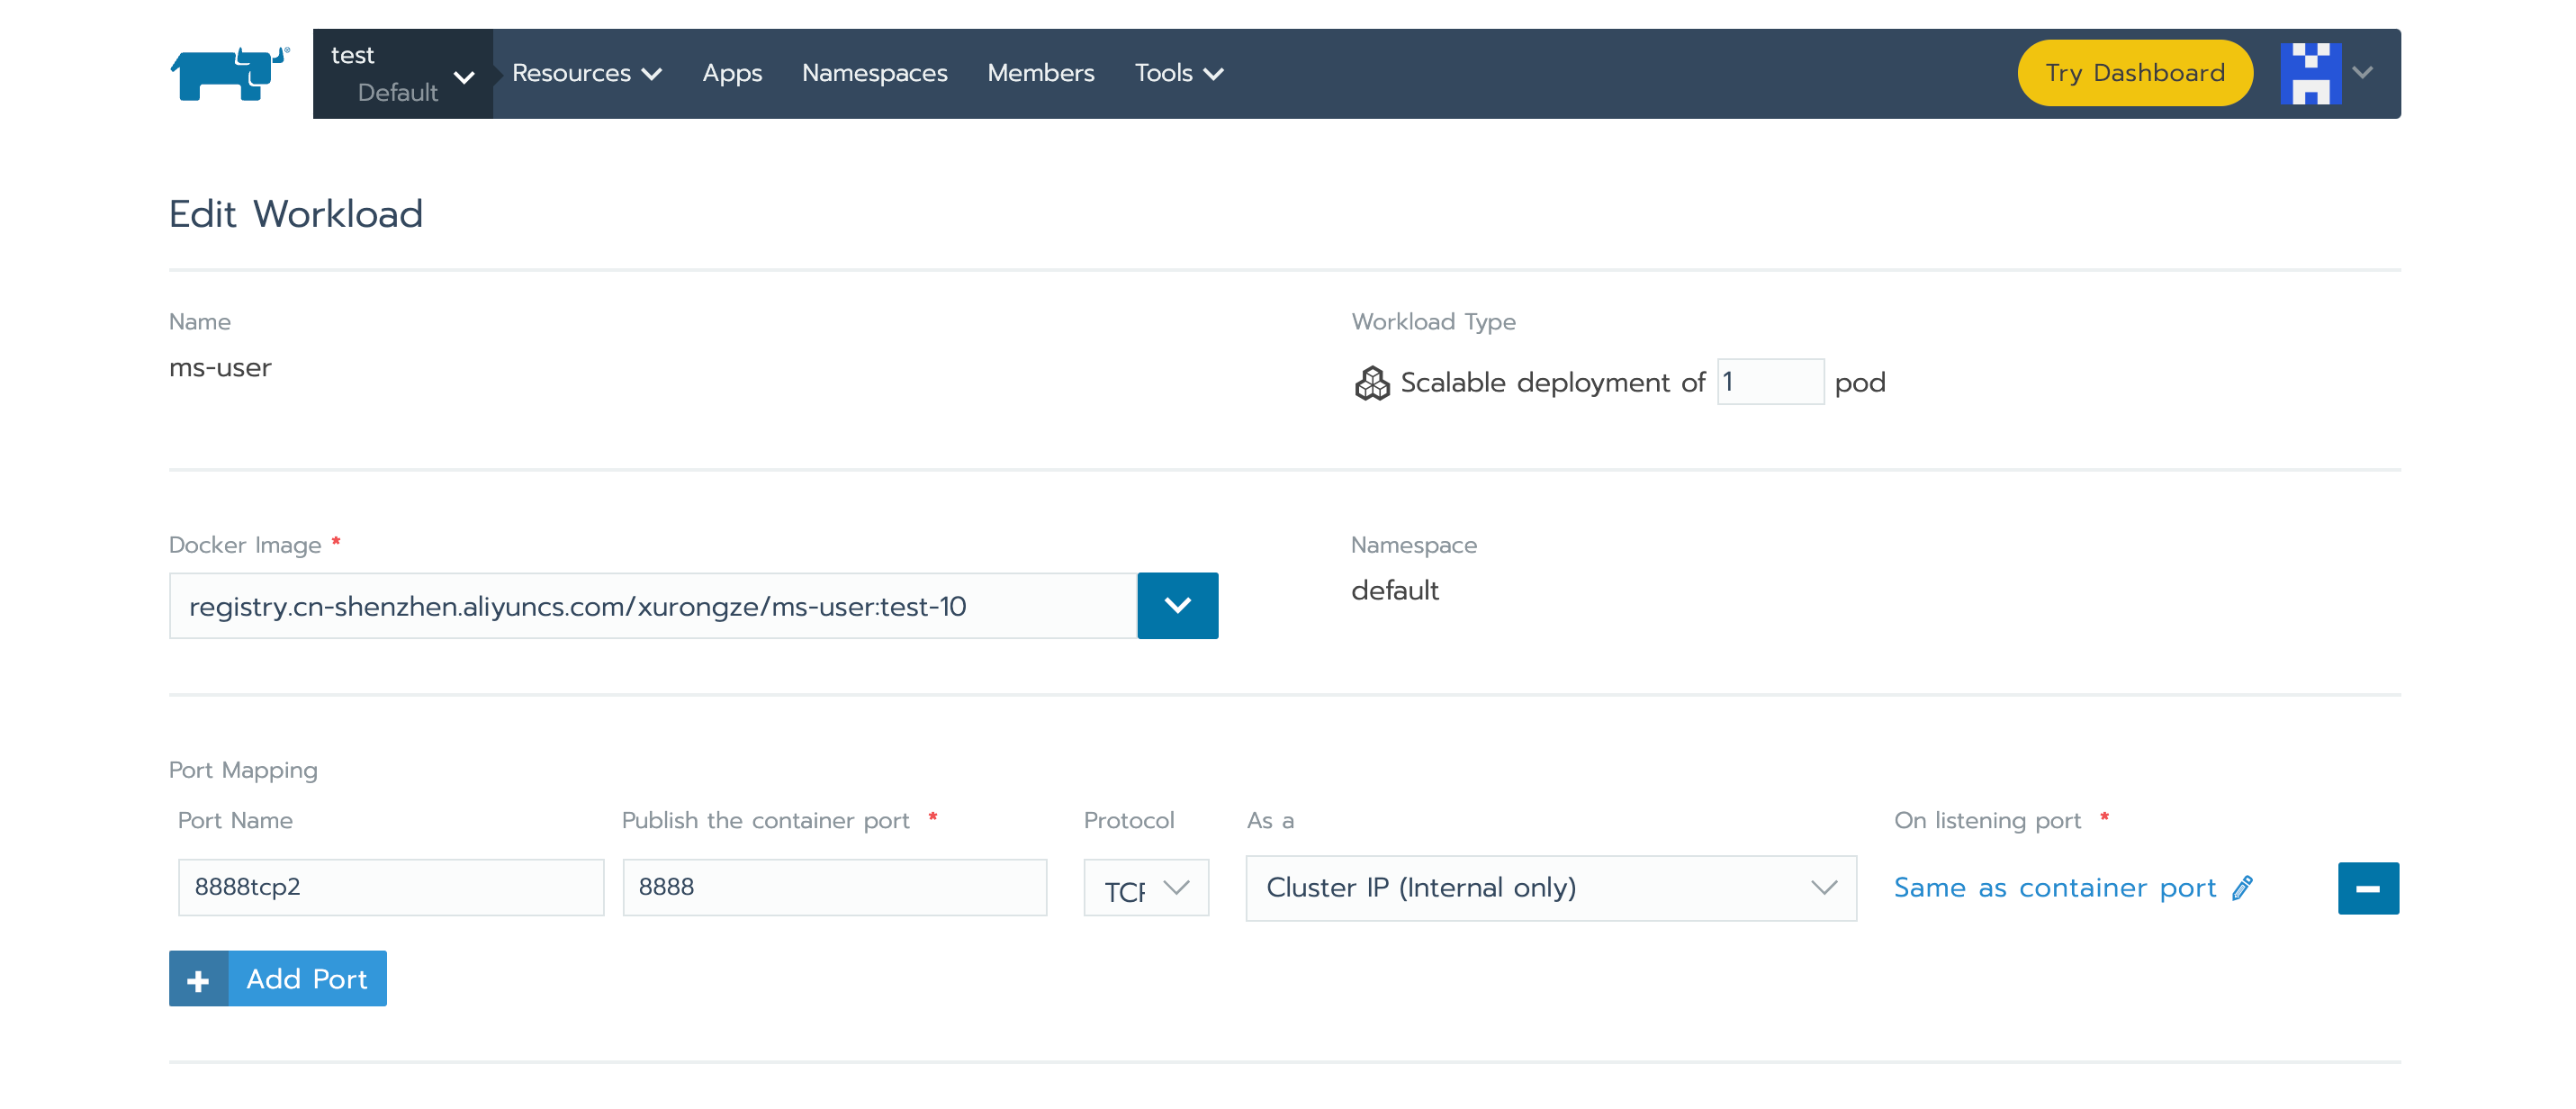 test
Default
Resources Apps Namespaces Members Tools Try Dashboard
Edit Workload
Name
ms-user
Workload Type
Scalable deployment of 1 pod
Docker Image *
registry.cn-shenzhen.aliyuncs.com/xurongze/ms-user:test-10
Namespace
default
Port Mapping
Port Name Publish the container port * Protocol As a On listening port *
8888tcp2 8888 TCP Cluster IP (Internal only) Same as container port
+ Add Port